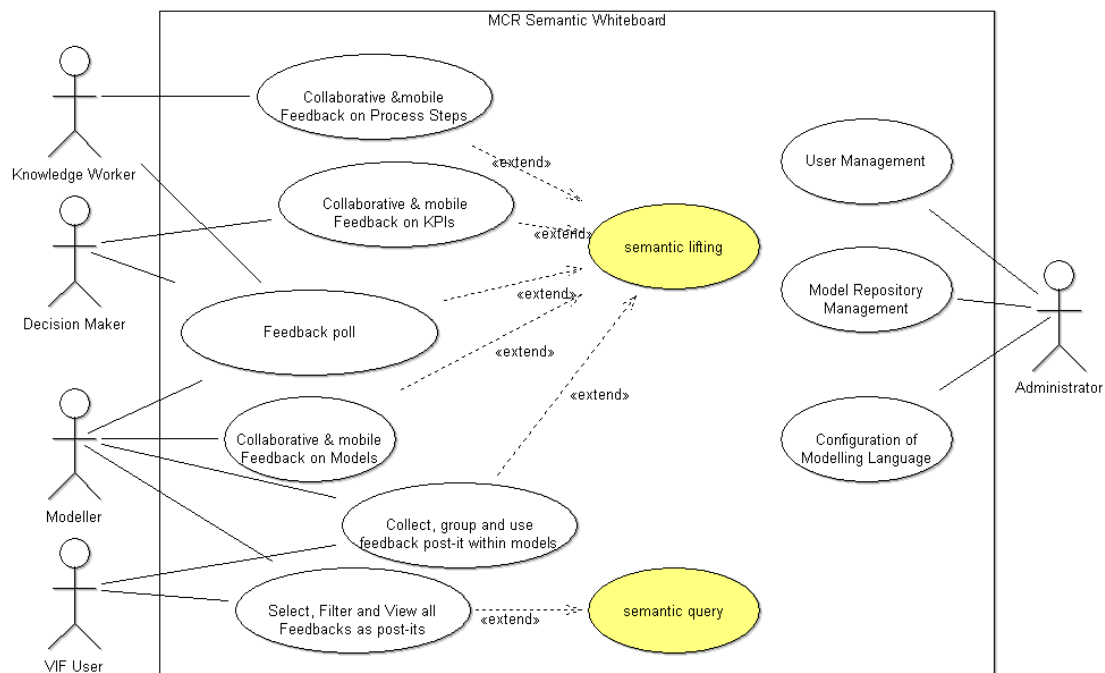 MCR Semantic Whiteboard
Collaborative &mobile
Feedback on Process Steps
Knowledge Worker
«extend»
User Management
Collaborative & mobile
Feedback on KPIs
«extend»
semantic lifting
Decision Maker
Feedback poll
«extend»
Model Repository
Management
«extend»
Administrator
«extend»
Collaborative & mobile
Feedback on Models
Configuration of
Modelling Language
Modeller
Collect, group and use
feedback post-it within models
Select, Filter and View all
Feedbacks as post-its
«extend»
semantic query
VIF User